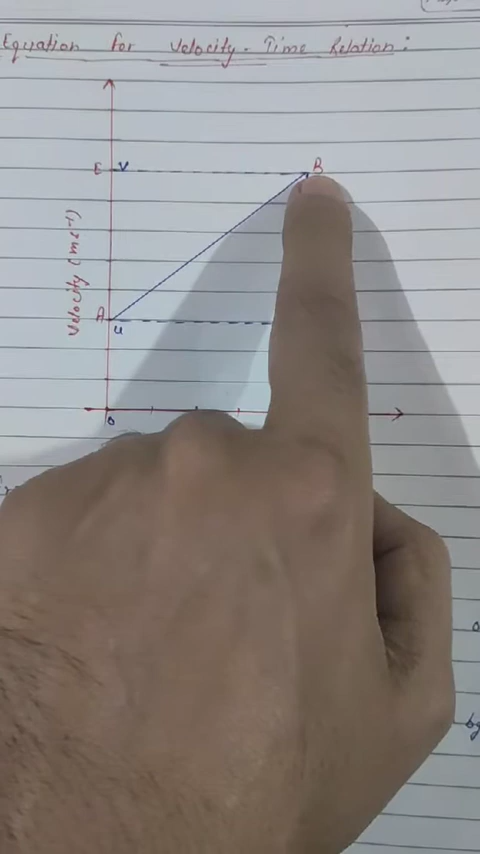 Equation for Velocity - Time Relation:
E v B
Velocity (ms⁻¹)
A
u
0